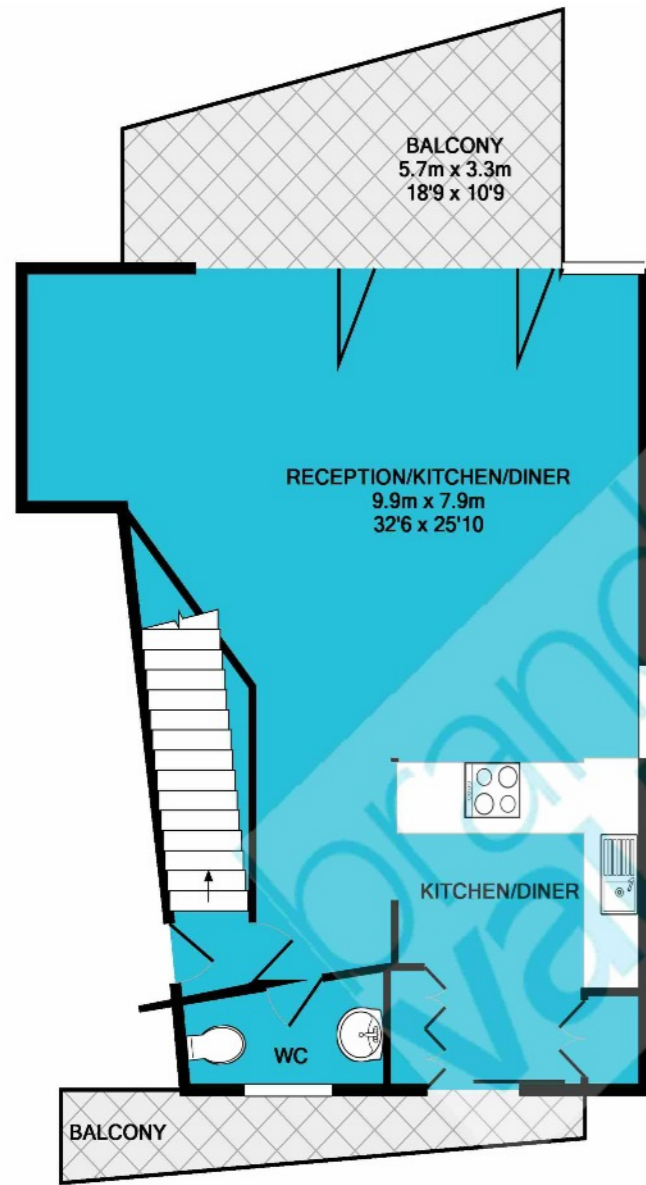 BALCONY
5.7m x 3.3m
18'9 x 10'9
RECEPTION/KITCHEN/DINER
9.9m x 7.9m
32'6 x 25'10
KITCHEN/DINER
WC
BALCONY